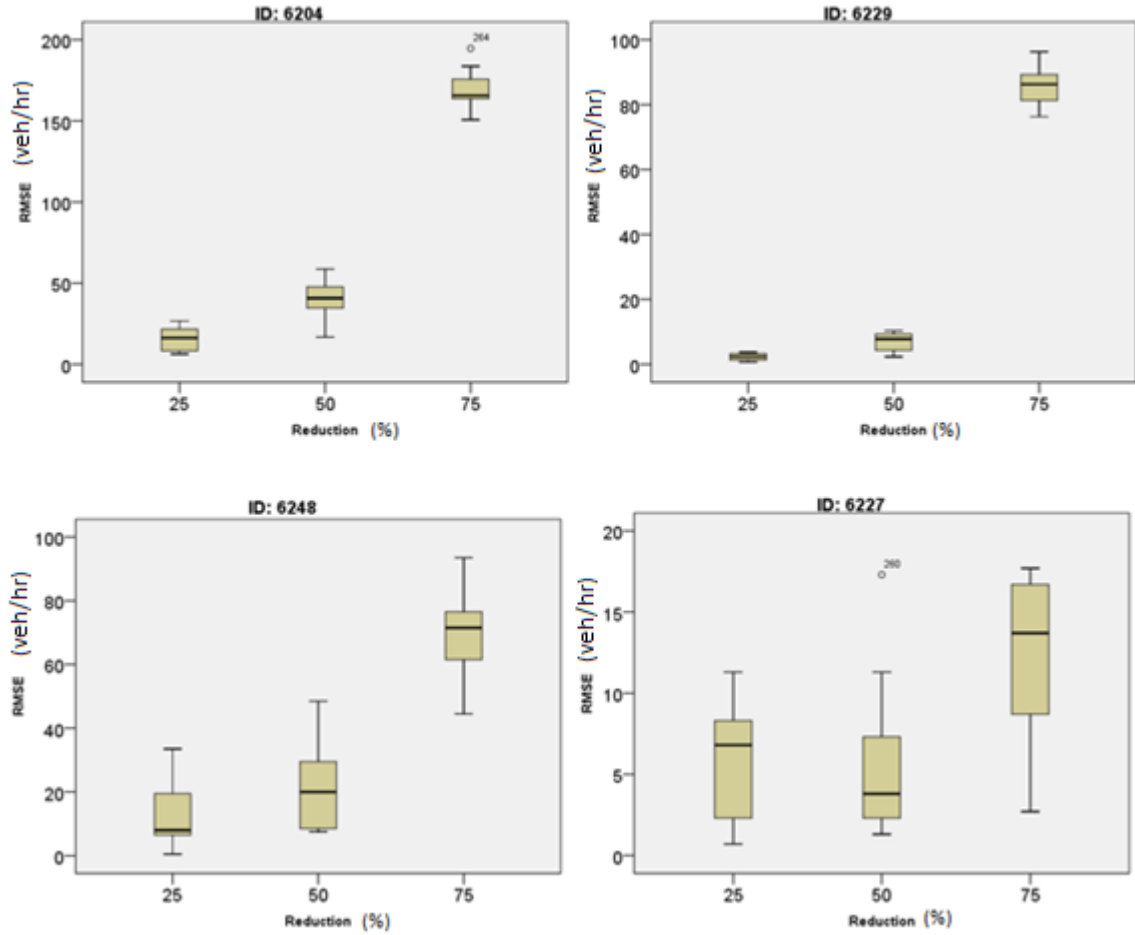 ID: 6204
RMSE (veh/hr)
200
150
100
50
0
264
25 50 75
Reduction (%)
ID: 6229
RMSE (veh/hr)
100
80
60
40
20
0
25 50 75
Reduction (%)
ID: 6248
RMSE (veh/hr)
100
80
60
40
20
0
25 50 75
Reduction (%)
ID: 6227
RMSE (veh/hr)
20
15
10
5
0
260
25 50 75
Reduction (%)